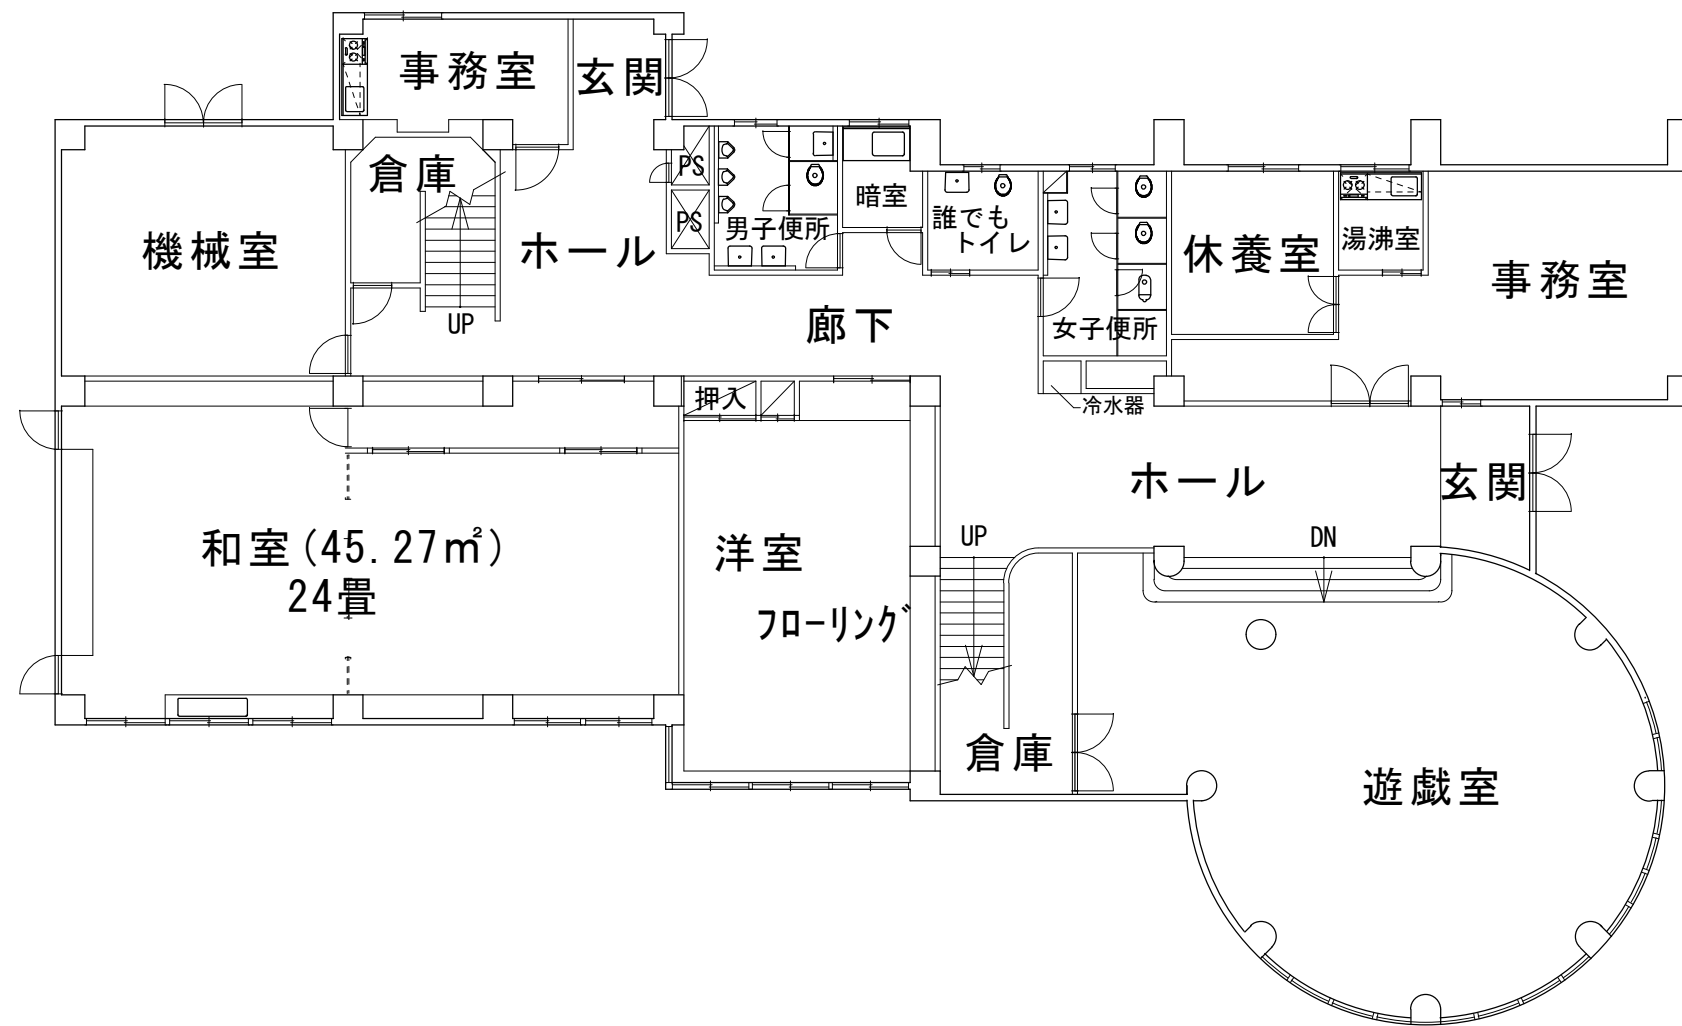 事務室
玄関
倉庫
PS
PS
男子便所
暗室
誰でも
トイレ
機械室
ホール
休養室
湯沸室
事務室
UP
廊下
女子便所
押入
冷水器
ホール
玄関
和室(45.27㎡)
24畳
洋室
フローリング
UP
DN
倉庫
遊戯室